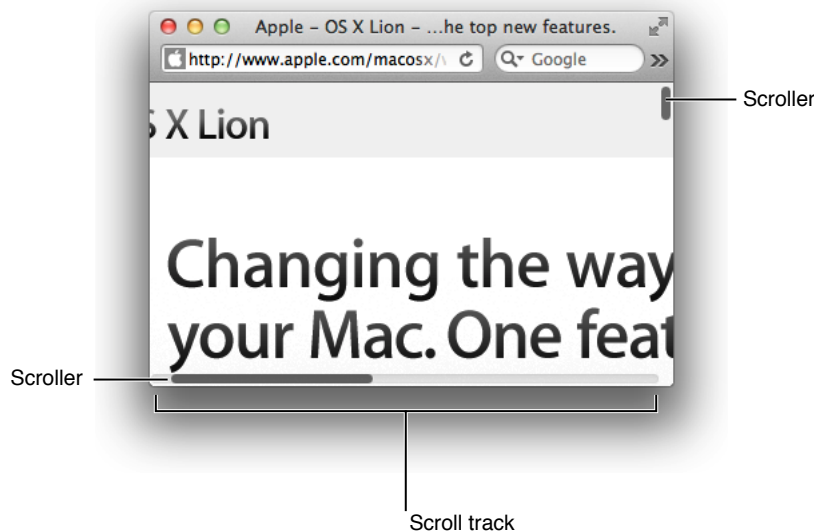 Apple – OS X Lion – ...he top new features.
http://www.apple.com/macosx/
Google
Scroller
S X Lion
Changing the way
your Mac. One feat
Scroller
Scroll track